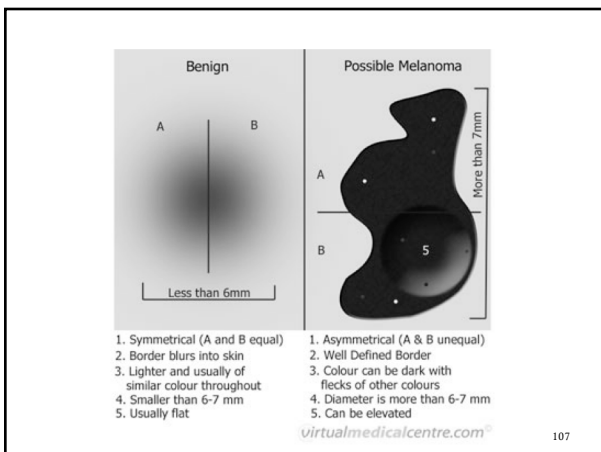 Benign
A
B
Less than 6mm
1. Symmetrical (A and B equal)
2. Border blurs into skin
3. Lighter and usually of
similar colour throughout
4. Smaller than 6-7 mm
5. Usually flat
Possible Melanoma
A
B
5
More than 7mm
1. Asymmetrical (A & B unequal)
2. Well Defined Border
3. Colour can be dark with
flecks of other colours
4. Diameter is more than 6-7 mm
5. Can be elevated
virtualmedicalcentre.com©
107